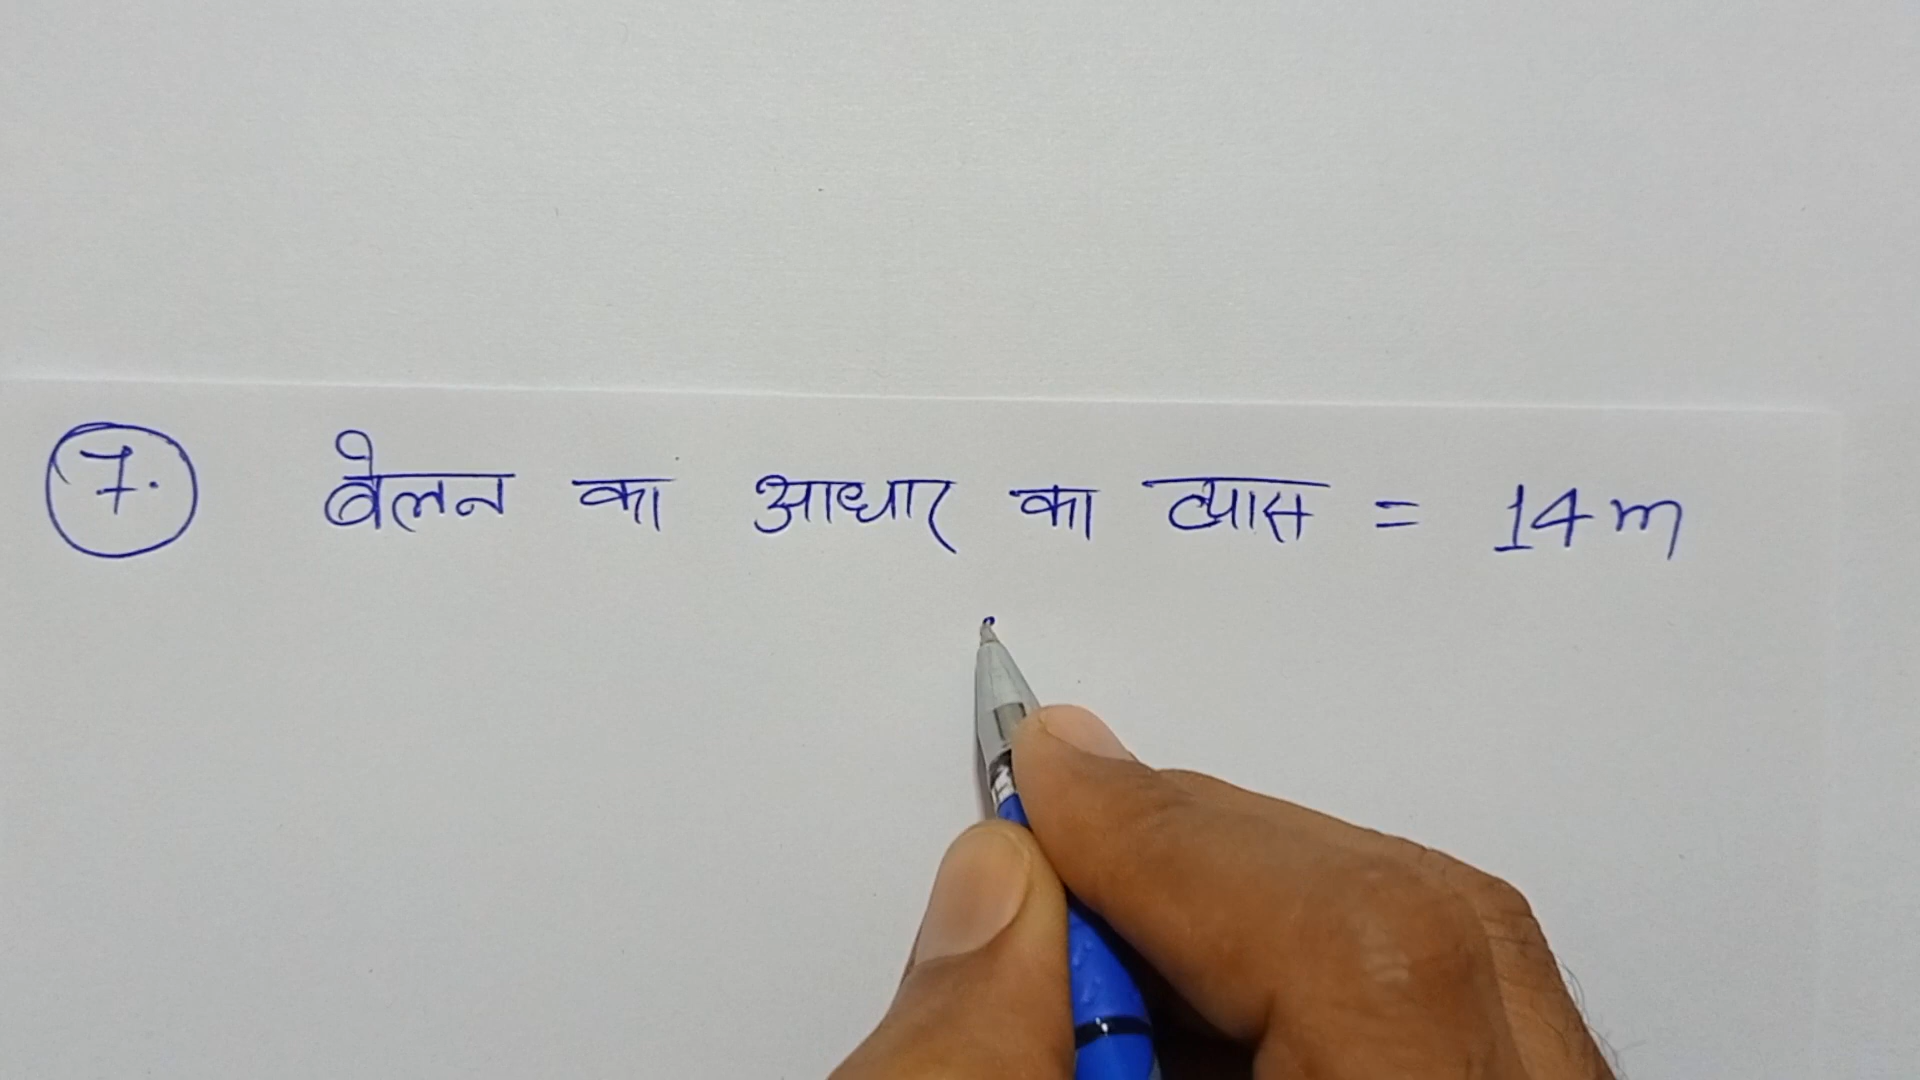 7. बेलन का आधार का व्यास = 14 m